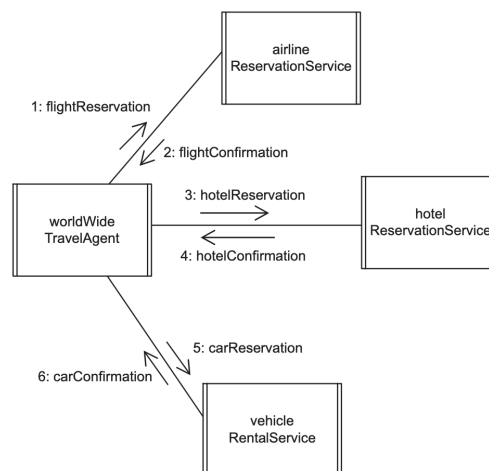 airline
ReservationService
1: flightReservation
2: flightConfirmation
3: hotelReservation
worldWide
TravelAgent
hotel
ReservationService
4: hotelConfirmation
5: carReservation
6: carConfirmation
vehicle
RentalService